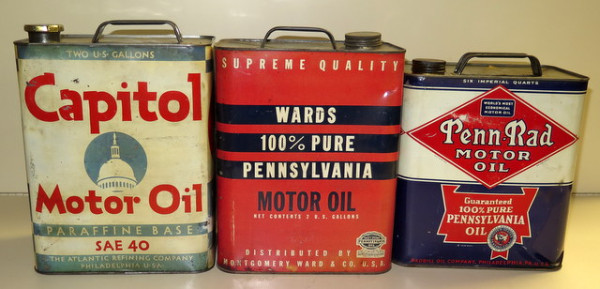 TWO U.S. GALLONS
Capitol
Motor Oil
PARAFFINE BASE
SAE 40
THE ATLANTIC REFINING COMPANY
PHILADELPHIA U.S.A.
SUPREME QUALITY
WARDS
100% PURE
PENNSYLVANIA
MOTOR OIL
NET CONTENTS 2 U.S. GALLONS
DISTRIBUTED BY
MONTGOMERY WARD & CO. U.S.A.
SIX IMPERIAL QUARTS
WORLD'S MOST
ECONOMICAL
MOTOR OIL
Penn-Rad
MOTOR
OIL
Guaranteed
100% PURE
PENNSYLVANIA
OIL